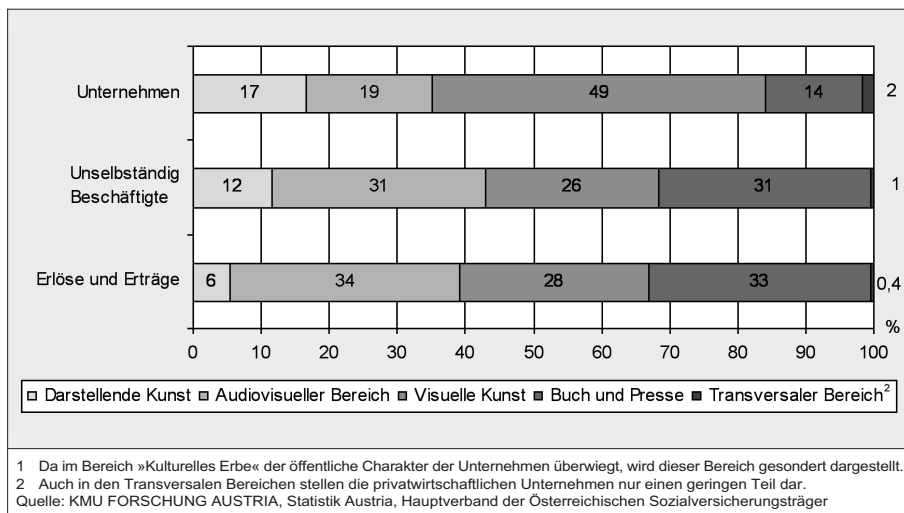 Unternehmen 17 19 49 14 2
Unselbständig
Beschäftigte 12 31 26 31 1
Erlöse und Erträge 6 34 28 33 0,4
%
0 10 20 30 40 50 60 70 80 90 100
Darstellende Kunst Audiovisueller Bereich Visuelle Kunst Buch und Presse Transversaler Bereich²
1 Da im Bereich »Kulturelles Erbe« der öffentliche Charakter der Unternehmen überwiegt, wird dieser Bereich gesondert dargestellt.
2 Auch in den Transversalen Bereichen stellen die privatwirtschaftlichen Unternehmen nur einen geringen Teil dar.
Quelle: KMU FORSCHUNG AUSTRIA, Statistik Austria, Hauptverband der Österreichischen Sozialversicherungsträger